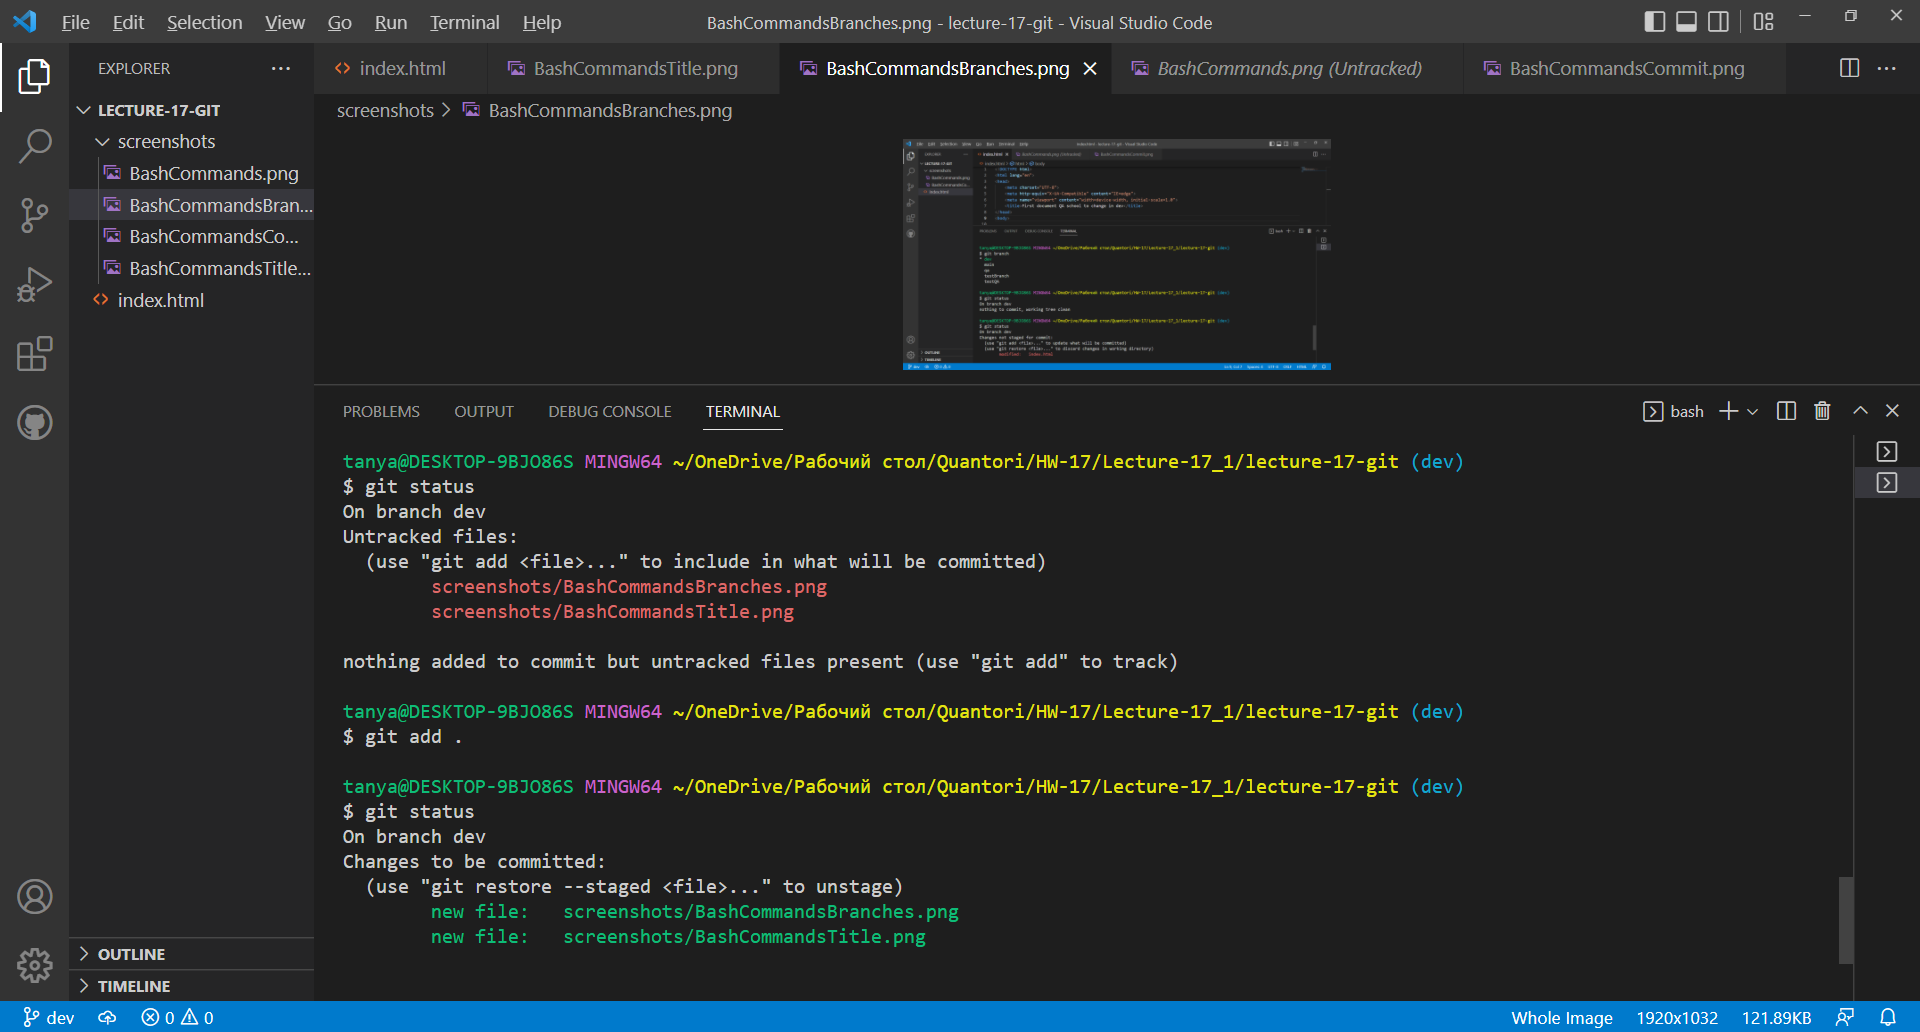 File Edit Selection View Go Run Terminal Help
BashCommandsBranches.png - lecture-17-git - Visual Studio Code
EXPLORER
index.html
BashCommandsTitle.png
BashCommandsBranches.png
BashCommands.png (Untracked)
BashCommandsCommit.png
LECTURE-17-GIT
screenshots
BashCommands.png
BashCommandsBran...
BashCommandsCo...
BashCommandsTitle...
index.html
OUTLINE
TIMELINE
screenshots > BashCommandsBranches.png
PROBLEMS OUTPUT DEBUG CONSOLE TERMINAL
bash
tanya@DESKTOP-9BJO86S MINGW64 ~/OneDrive/Рабочий стол/Quantori/HW-17/Lecture-17_1/lecture-17-git (dev)
$ git status
On branch dev
Untracked files:
(use "git add <file>..." to include in what will be committed)
screenshots/BashCommandsBranches.png
screenshots/BashCommandsTitle.png
nothing added to commit but untracked files present (use "git add" to track)
tanya@DESKTOP-9BJO86S MINGW64 ~/OneDrive/Рабочий стол/Quantori/HW-17/Lecture-17_1/lecture-17-git (dev)
$ git add .
tanya@DESKTOP-9BJO86S MINGW64 ~/OneDrive/Рабочий стол/Quantori/HW-17/Lecture-17_1/lecture-17-git (dev)
$ git status
On branch dev
Changes to be committed:
(use "git restore --staged <file>..." to unstage)
new file:   screenshots/BashCommandsBranches.png
new file:   screenshots/BashCommandsTitle.png
dev
0 0
Whole Image 1920x1032 121.89KB